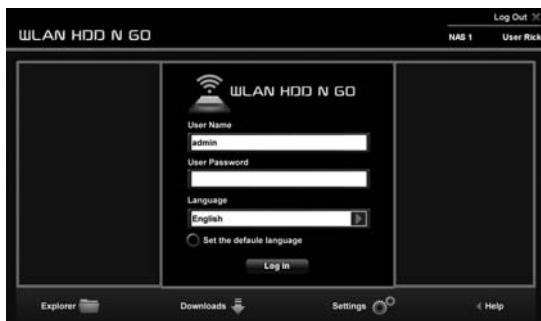 Log Out
WLAN HDD N GO
NAS 1 User Rick
WLAN HDD N GO
User Name
admin
User Password
Language
English
Set the defaule language
Log in
Explorer Downloads Settings Help